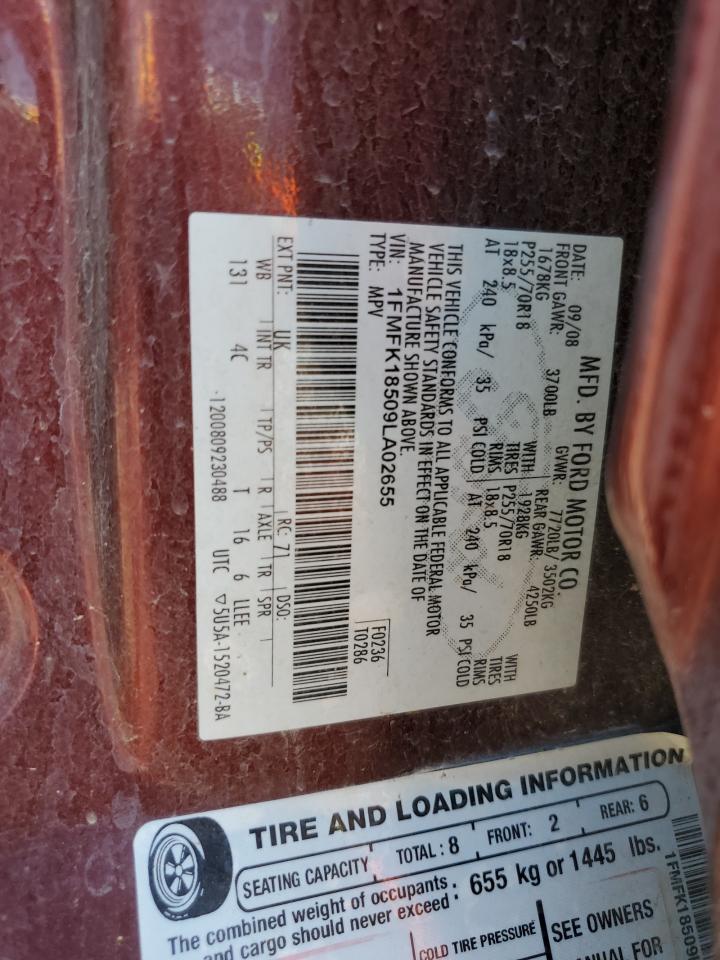 MFD. BY FORD MOTOR CO.
DATE: 09/08 GVWR: 7720LB/ 3502KG
FRONT GAWR: 3700LB REAR GAWR: 4250LB
1678KG WITH 1928KG WITH
P255/70R18 TIRES P255/70R18 TIRES
18x8.5 RIMS 18x8.5 RIMS
AT 240 kPa/ 35 PSI COLD AT 240 kPa/ 35 PSI COLD
THIS VEHICLE CONFORMS TO ALL APPLICABLE FEDERAL MOTOR
VEHICLE SAFETY STANDARDS IN EFFECT ON THE DATE OF
MANUFACTURE SHOWN ABOVE.
VIN: 1FMFK18509LA02655
TYPE: MPV
F0236
T0286
EXT PNT: UK RC: 71 DSO:
WB INT TR TP/PS R AXLE TR SPR
131 4C T 16 6 LLEE
·1200809230488 UTC ▽5U5A-1520472-BA
TIRE AND LOADING INFORMATION
SEATING CAPACITY TOTAL : 8 FRONT: 2 REAR: 6
The combined weight of occupants : 655 kg or 1445 lbs.
and cargo should never exceed :
COLD TIRE PRESSURE
SEE OWNERS
MANUAL FOR
1FMFK18509